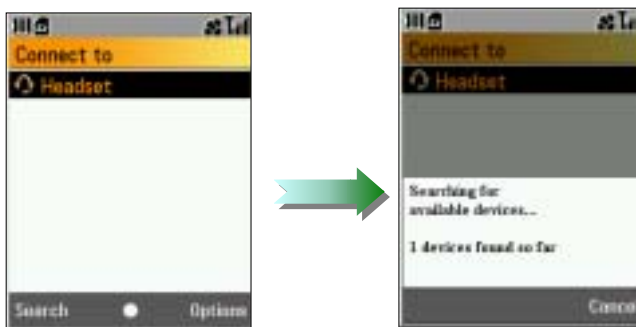 Connect to
Headset
Search
Options
Connect to
Headset
Searching for
available devices...
1 devices found so far
Cance